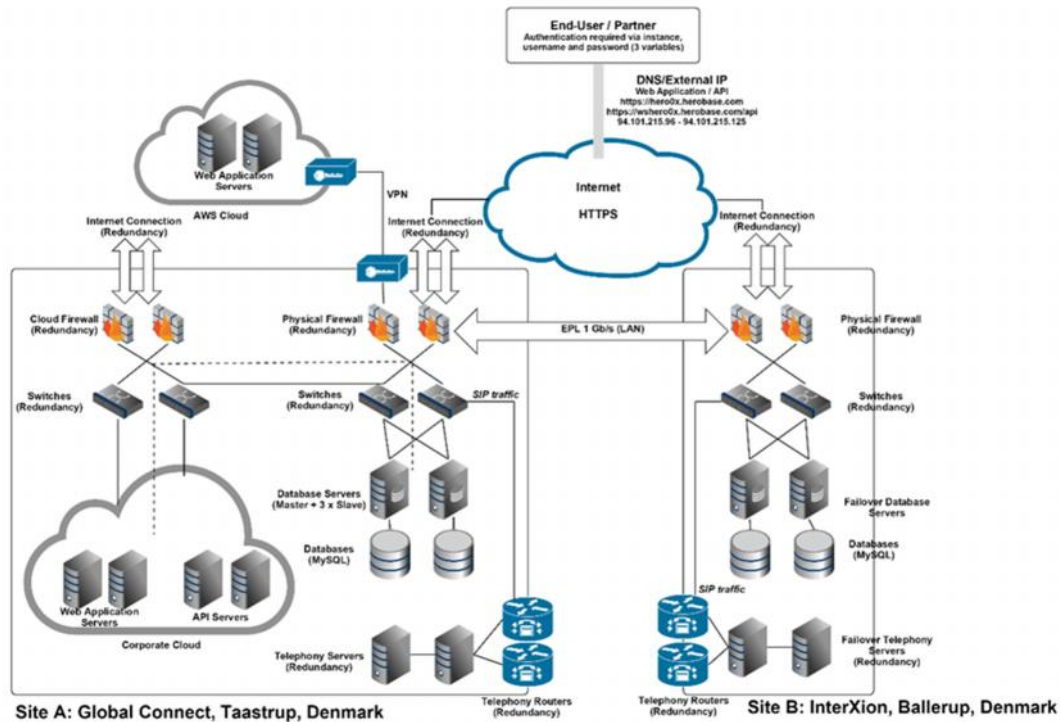 End-User / Partner
Authentication required via instance,
username and password (3 variables)
DNS/External IP
Web Application / API
https://hero0x.herobase.com
https://wshero0x.herobase.com/api
94.101.215.96 - 94.101.215.125
Web Application
Servers
AWS Cloud
VPN
Internet
HTTPS
Internet Connection
(Redundancy)
Internet Connection
(Redundancy)
Internet Connection
(Redundancy)
Cloud Firewall
(Redundancy)
Physical Firewall
(Redundancy)
EPL 1 Gb/s (LAN)
Physical Firewall
(Redundancy)
Switches
(Redundancy)
Switches
(Redundancy)
SIP traffic
Switches
(Redundancy)
Database Servers
(Master + 3 x Slave)
Failover Database
Servers
Databases
(MySQL)
Databases
(MySQL)
SIP traffic
Web Application
Servers
API Servers
Corporate Cloud
Telephony Servers
(Redundancy)
Failover Telephony
Servers
(Redundancy)
Telephony Routers
(Redundancy)
Telephony Routers
(Redundancy)
Site A: Global Connect, Taastrup, Denmark
Site B: InterXion, Ballerup, Denmark